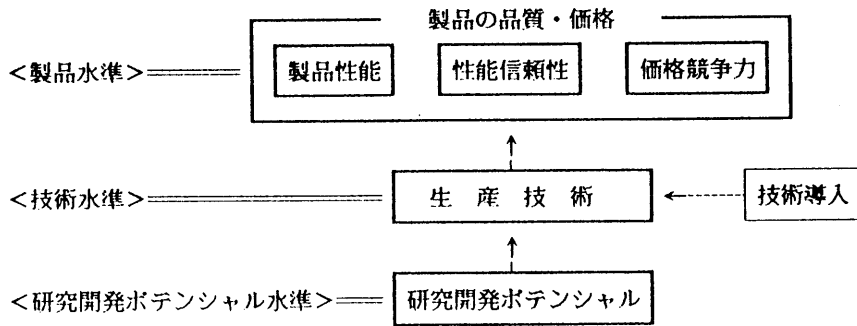 製品の品質・価格
<製品水準>
製品性能
性能信頼性
価格競争力
<技術水準>
生産技術
技術導入
<研究開発ポテンシャル水準>
研究開発ポテンシャル